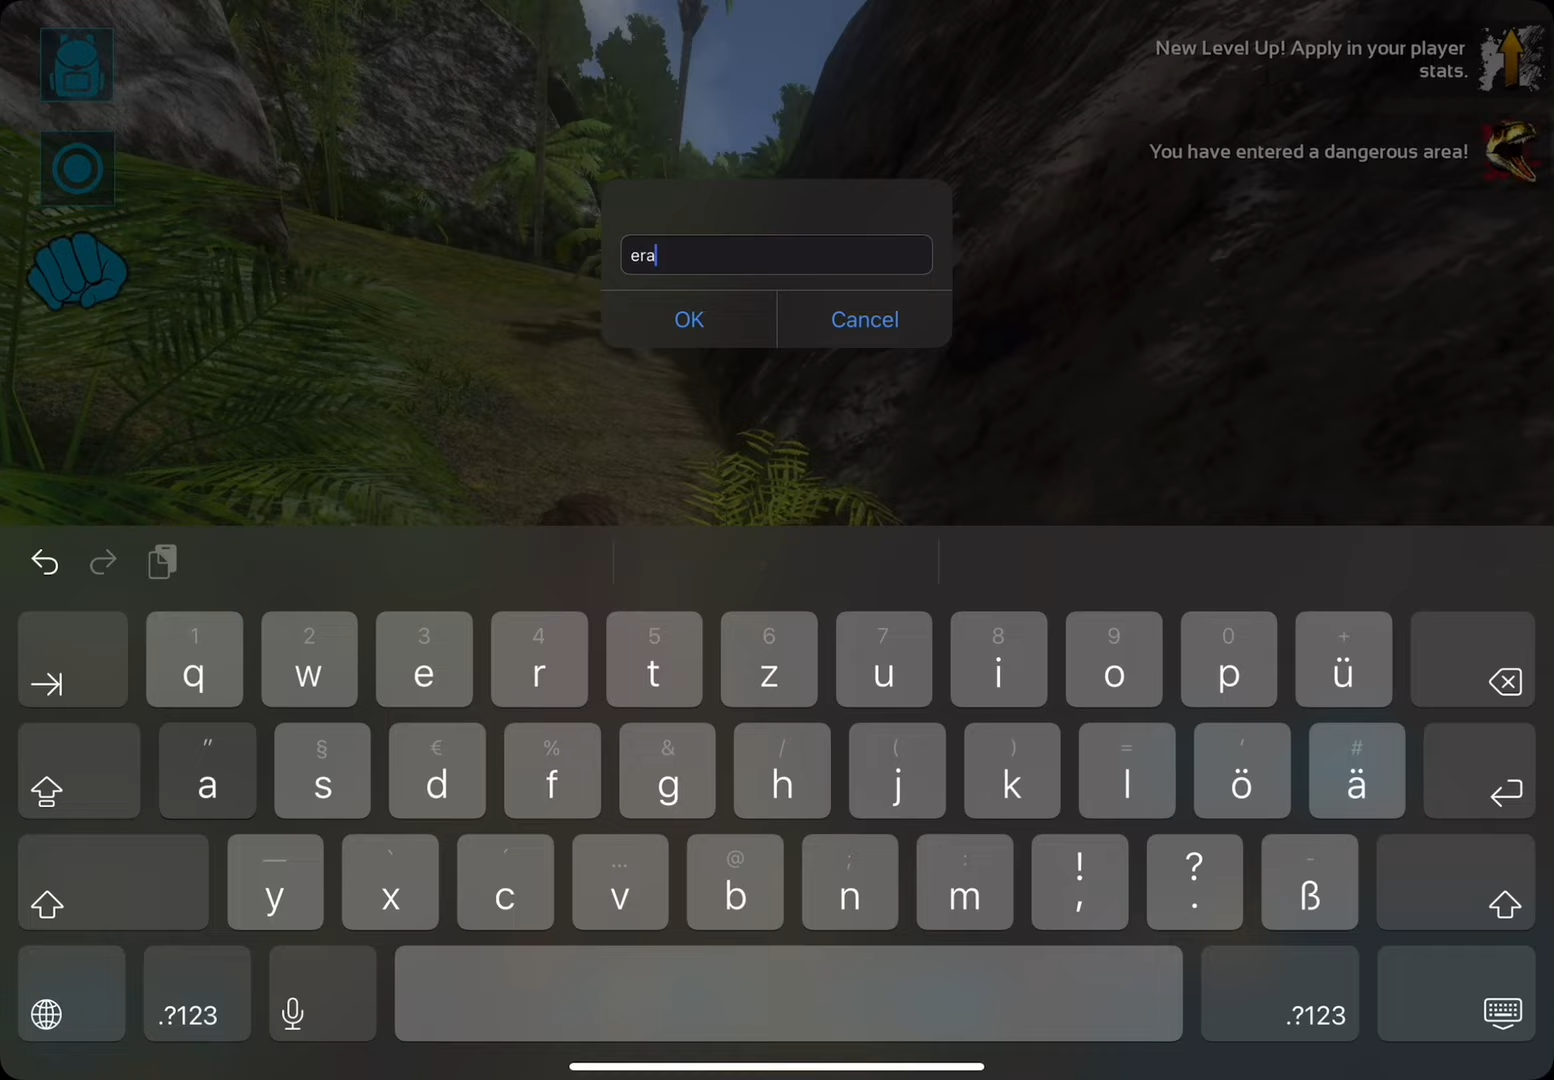 New Level Up! Apply in your player
stats.
You have entered a dangerous area!
era
OK Cancel
1 2 3 4 5 6 7 8 9 0 +
q w e r t z u i o p ü
" § € % & / ( ) = ' #
a s d f g h j k l ö ä
— ` ´ ... @ ; : ! ? -
y x c v b n m , . ß
.?123 .?123